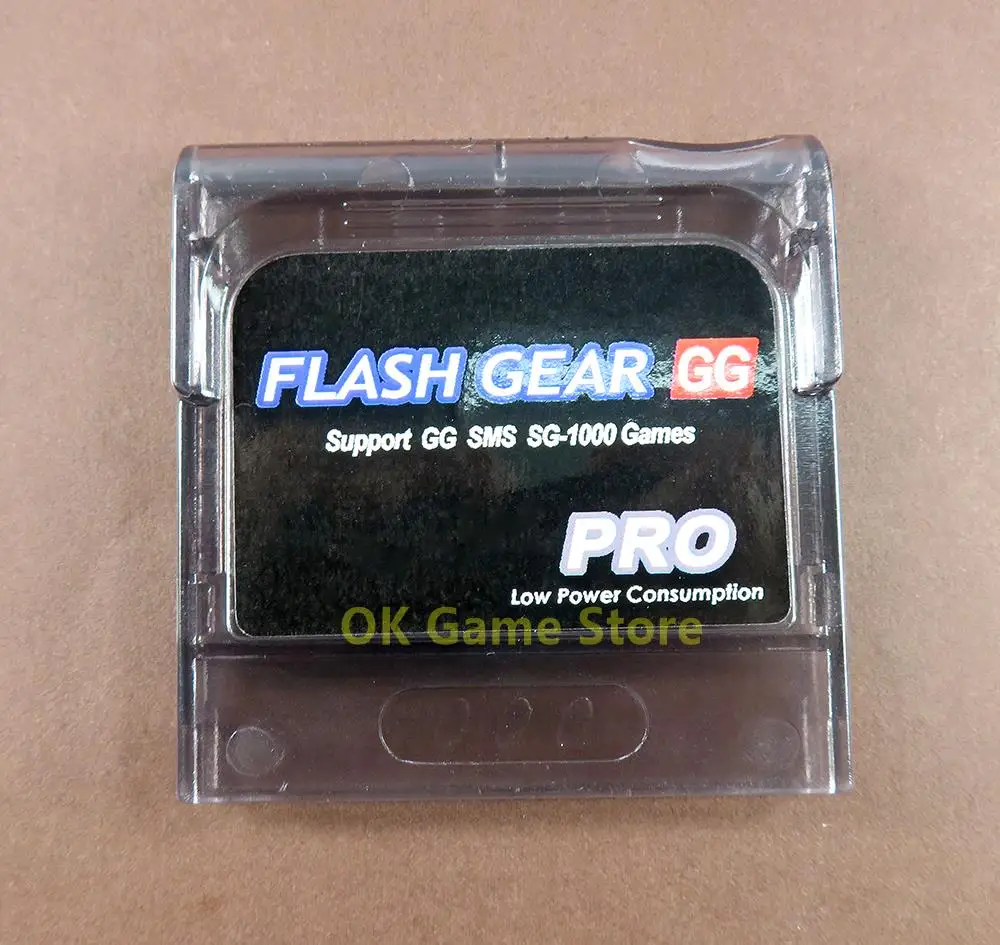 FLASH GEAR GG
Support GG SMS SG-1000 Games
PRO
Low Power Consumption
OK Game Store